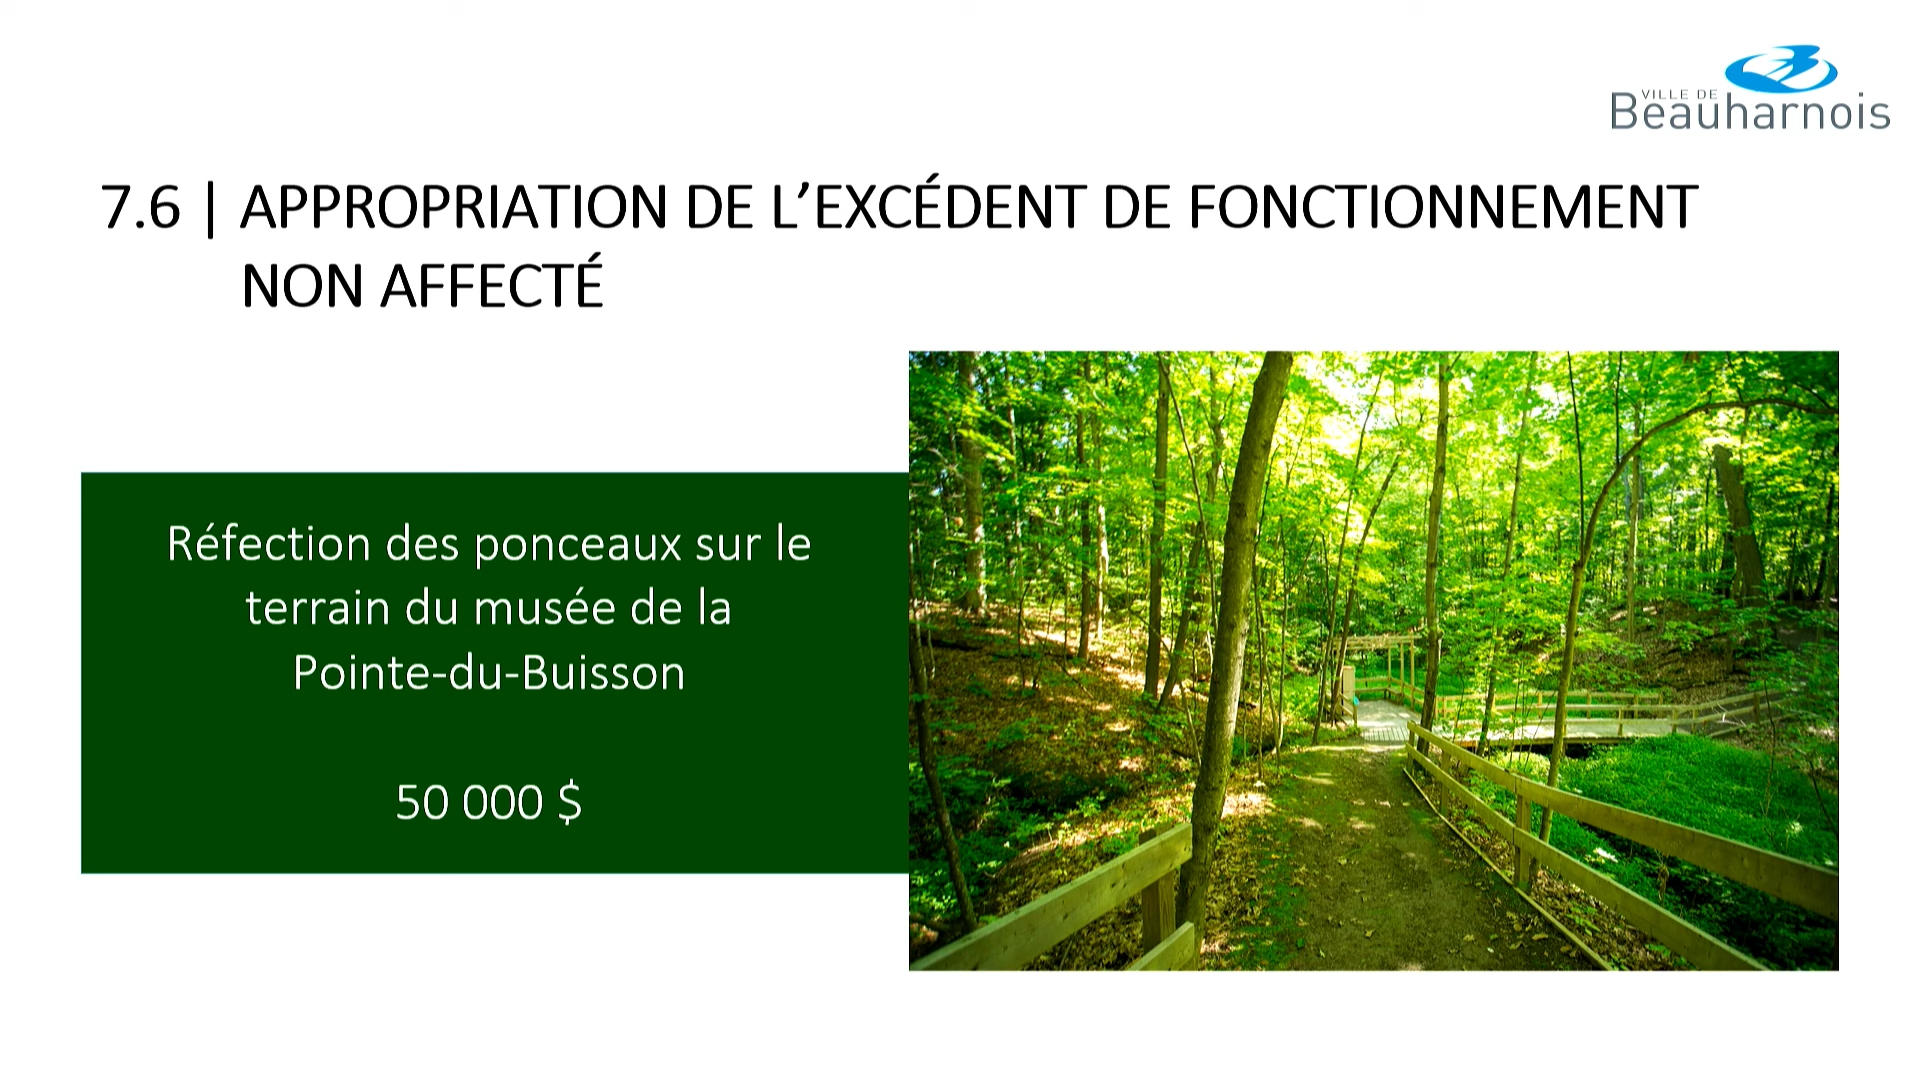 VILLE DE
Beauharnois
7.6 | APPROPRIATION DE L’EXCÉDENT DE FONCTIONNEMENT
NON AFFECTÉ
Réfection des ponceaux sur le
terrain du musée de la
Pointe-du-Buisson
50 000 $